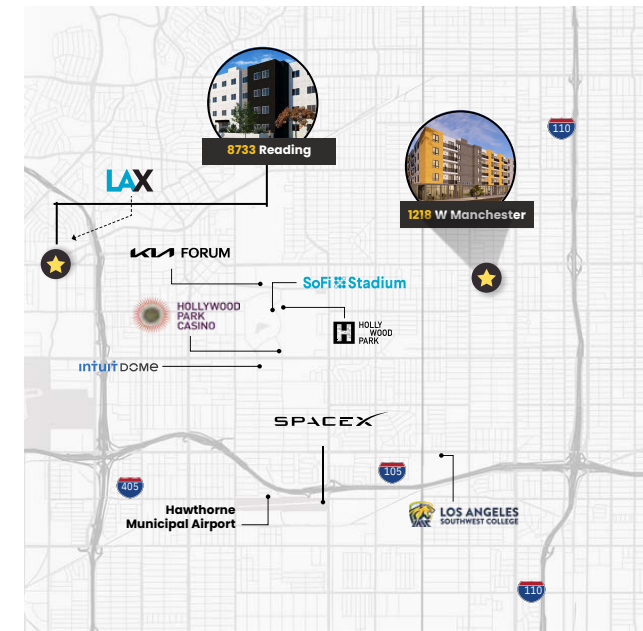 110
8733 Reading
LAX
1218 W Manchester
KIA FORUM
SoFi Stadium
HOLLYWOOD
PARK
CASINO
H
HOLLY
WOOD
PARK
intuit DOME
SPACEX
405
105
Hawthorne
Municipal Airport
LOS ANGELES
SOUTHWEST COLLEGE
110